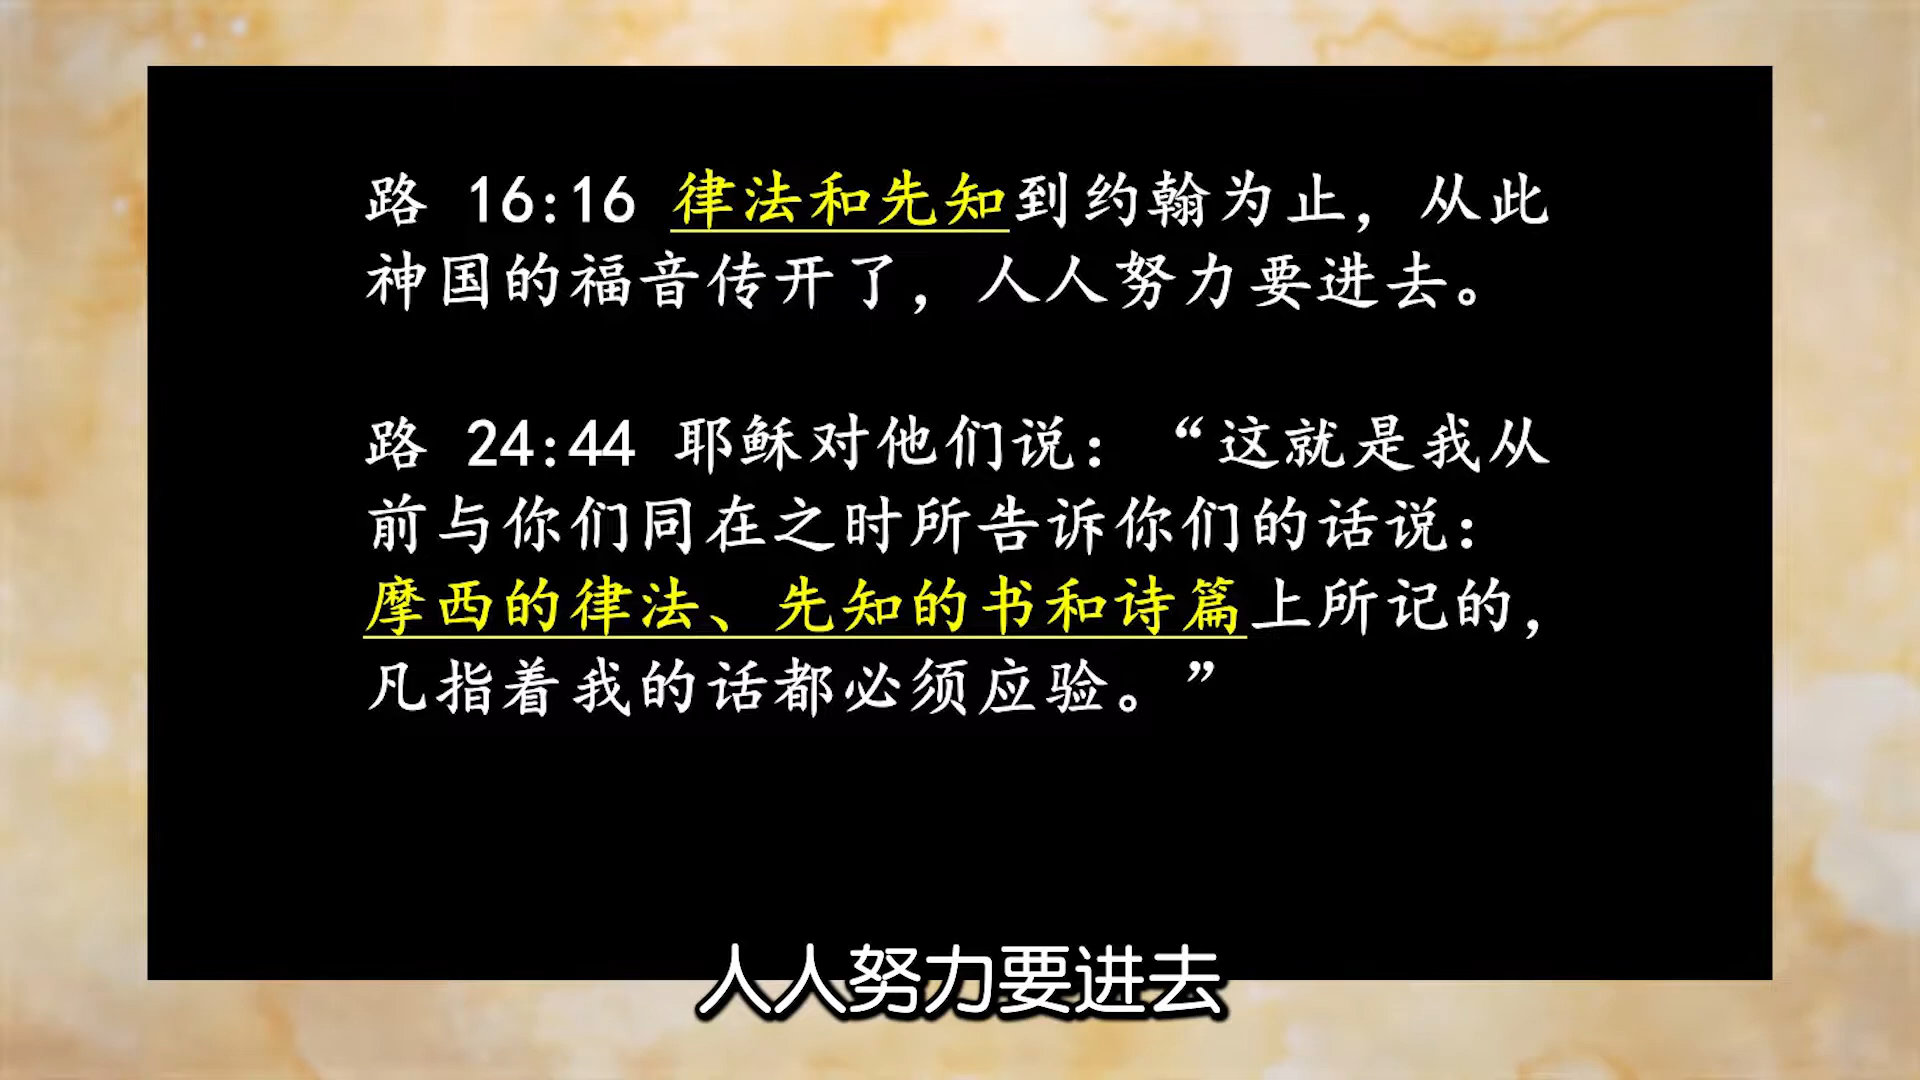 路 16:16 律法和先知到约翰为止，从此
神国的福音传开了，人人努力要进去。
路 24:44 耶稣对他们说：“这就是我从
前与你们同在之时所告诉你们的话说：
摩西的律法、先知的书和诗篇上所记的，
凡指着我的话都必须应验。”
人人努力要进去